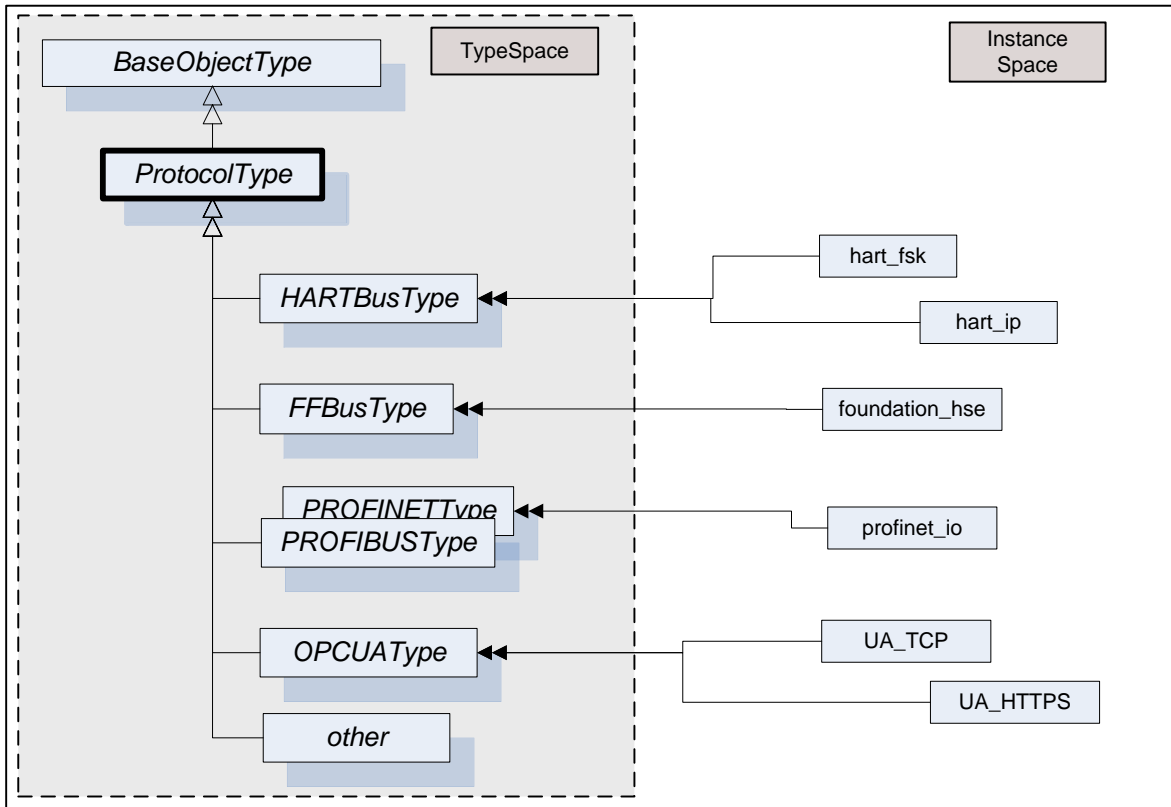 BaseObjectType
TypeSpace
Instance
Space
ProtocolType
HARTBusType
hart_fsk
hart_ip
FFBusType
foundation_hse
PROFINETType
PROFIBUSType
profinet_io
OPCUAType
UA_TCP
UA_HTTPS
other